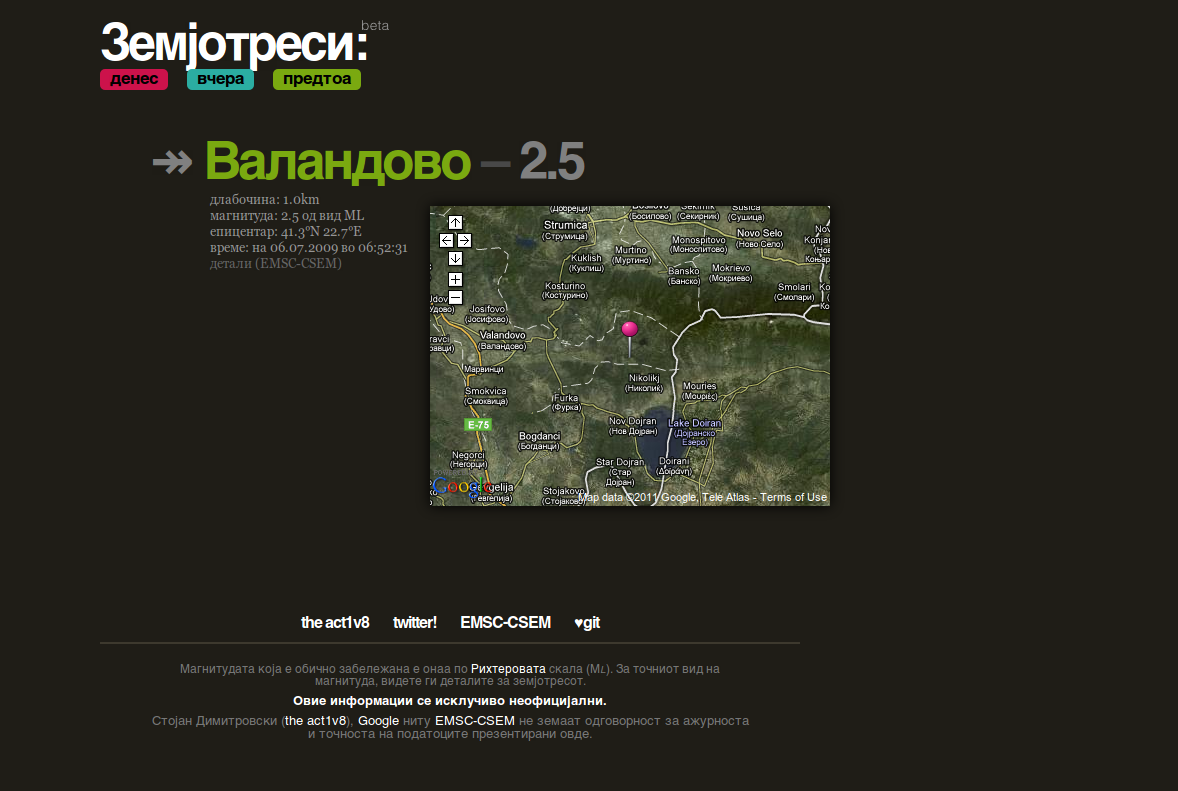 Земјотреси:
beta
денес вчера предтоа
↠ Валандово – 2.5
длабочина: 1.0km
магнитуда: 2.5 од вид ML
епицентар: 41.3°N 22.7°E
време: на 06.07.2009 во 06:52:31
детали (EMSC-CSEM)
(Добрејци)
(Босилово)
(Секирник)
Susica
(Сушица)
Strumica
(Струмица)
Novo Selo
(Ново Село)
Monospitovo
(Моноспитово)
Murtino
(Муртино)
Kuklish
(Куклиш)
Bansko
(Банско)
Mokrievo
(Мокриево)
Kosturino
(Костурино)
Smolari
(Смолари)
Josifovo
(Јосифово)
Valandovo
(Валандово)
Марвинци
Nikolikj
(Николиќ)
Mouries
(Μουριές)
Smokvica
(Смоквица)
Furka
(Фурка)
E-75
Nov Dojran
(Нов Дојран)
Lake Doiran
(Дојранско
Езеро)
Bogdanci
(Богданци)
Negorci
(Негорци)
Star Dojran
(Стар
Дојран)
Doirani
(Δοϊράνη)
Google
Gevgelija
(Гевгелија)
Stojakovo
(Стојаково)
Map data ©2011 Google, Tele Atlas - Terms of Use
the act1v8 twitter! EMSC-CSEM ♥git
Магнитудата која е обично забележана е онаа по Рихтеровата скала (ML). За точниот вид на
магнитуда, видете ги деталите за земјотресот.
Овие информации се исклучиво неофицијални.
Стојан Димитровски (the act1v8), Google ниту EMSC-CSEM не земаат одговорност за ажурноста
и точноста на податоците презентирани овде.